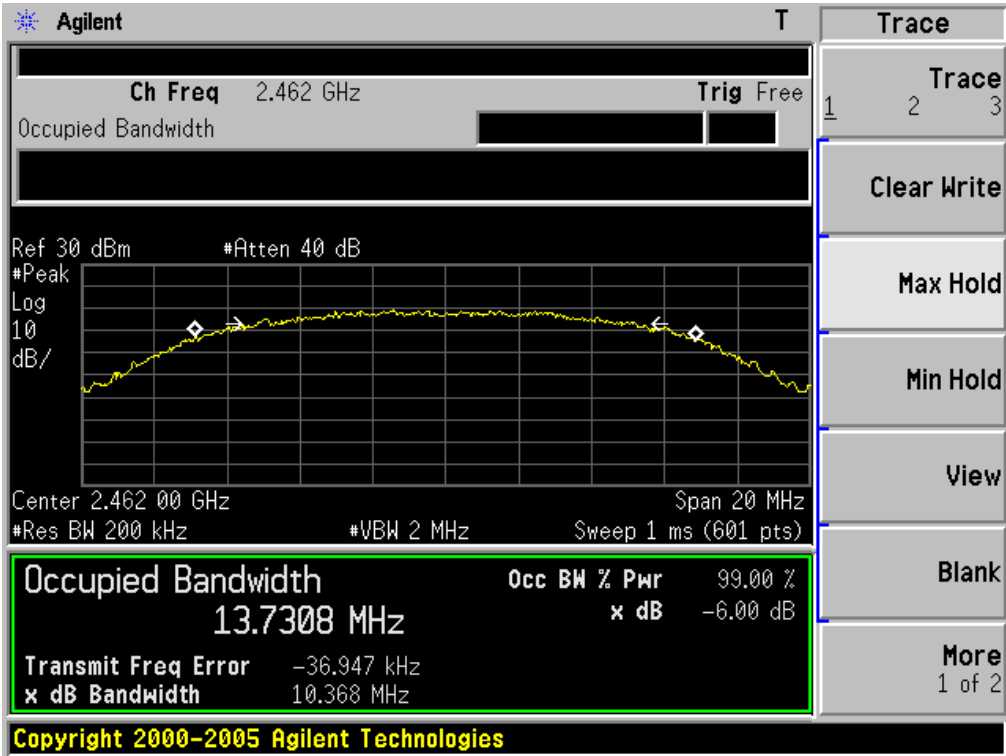 Agilent T
Ch Freq 2.462 GHz Trig Free
Occupied Bandwidth
Ref 30 dBm #Atten 40 dB
#Peak
Log
10
dB/
Center 2.462 00 GHz Span 20 MHz
#Res BW 200 kHz #VBW 2 MHz Sweep 1 ms (601 pts)
Occupied Bandwidth
13.7308 MHz
Occ BW % Pwr 99.00 %
x dB -6.00 dB
Transmit Freq Error -36.947 kHz
x dB Bandwidth 10.368 MHz
Copyright 2000-2005 Agilent Technologies
Trace
Trace
1 2 3
Clear Write
Max Hold
Min Hold
View
Blank
More
1 of 2